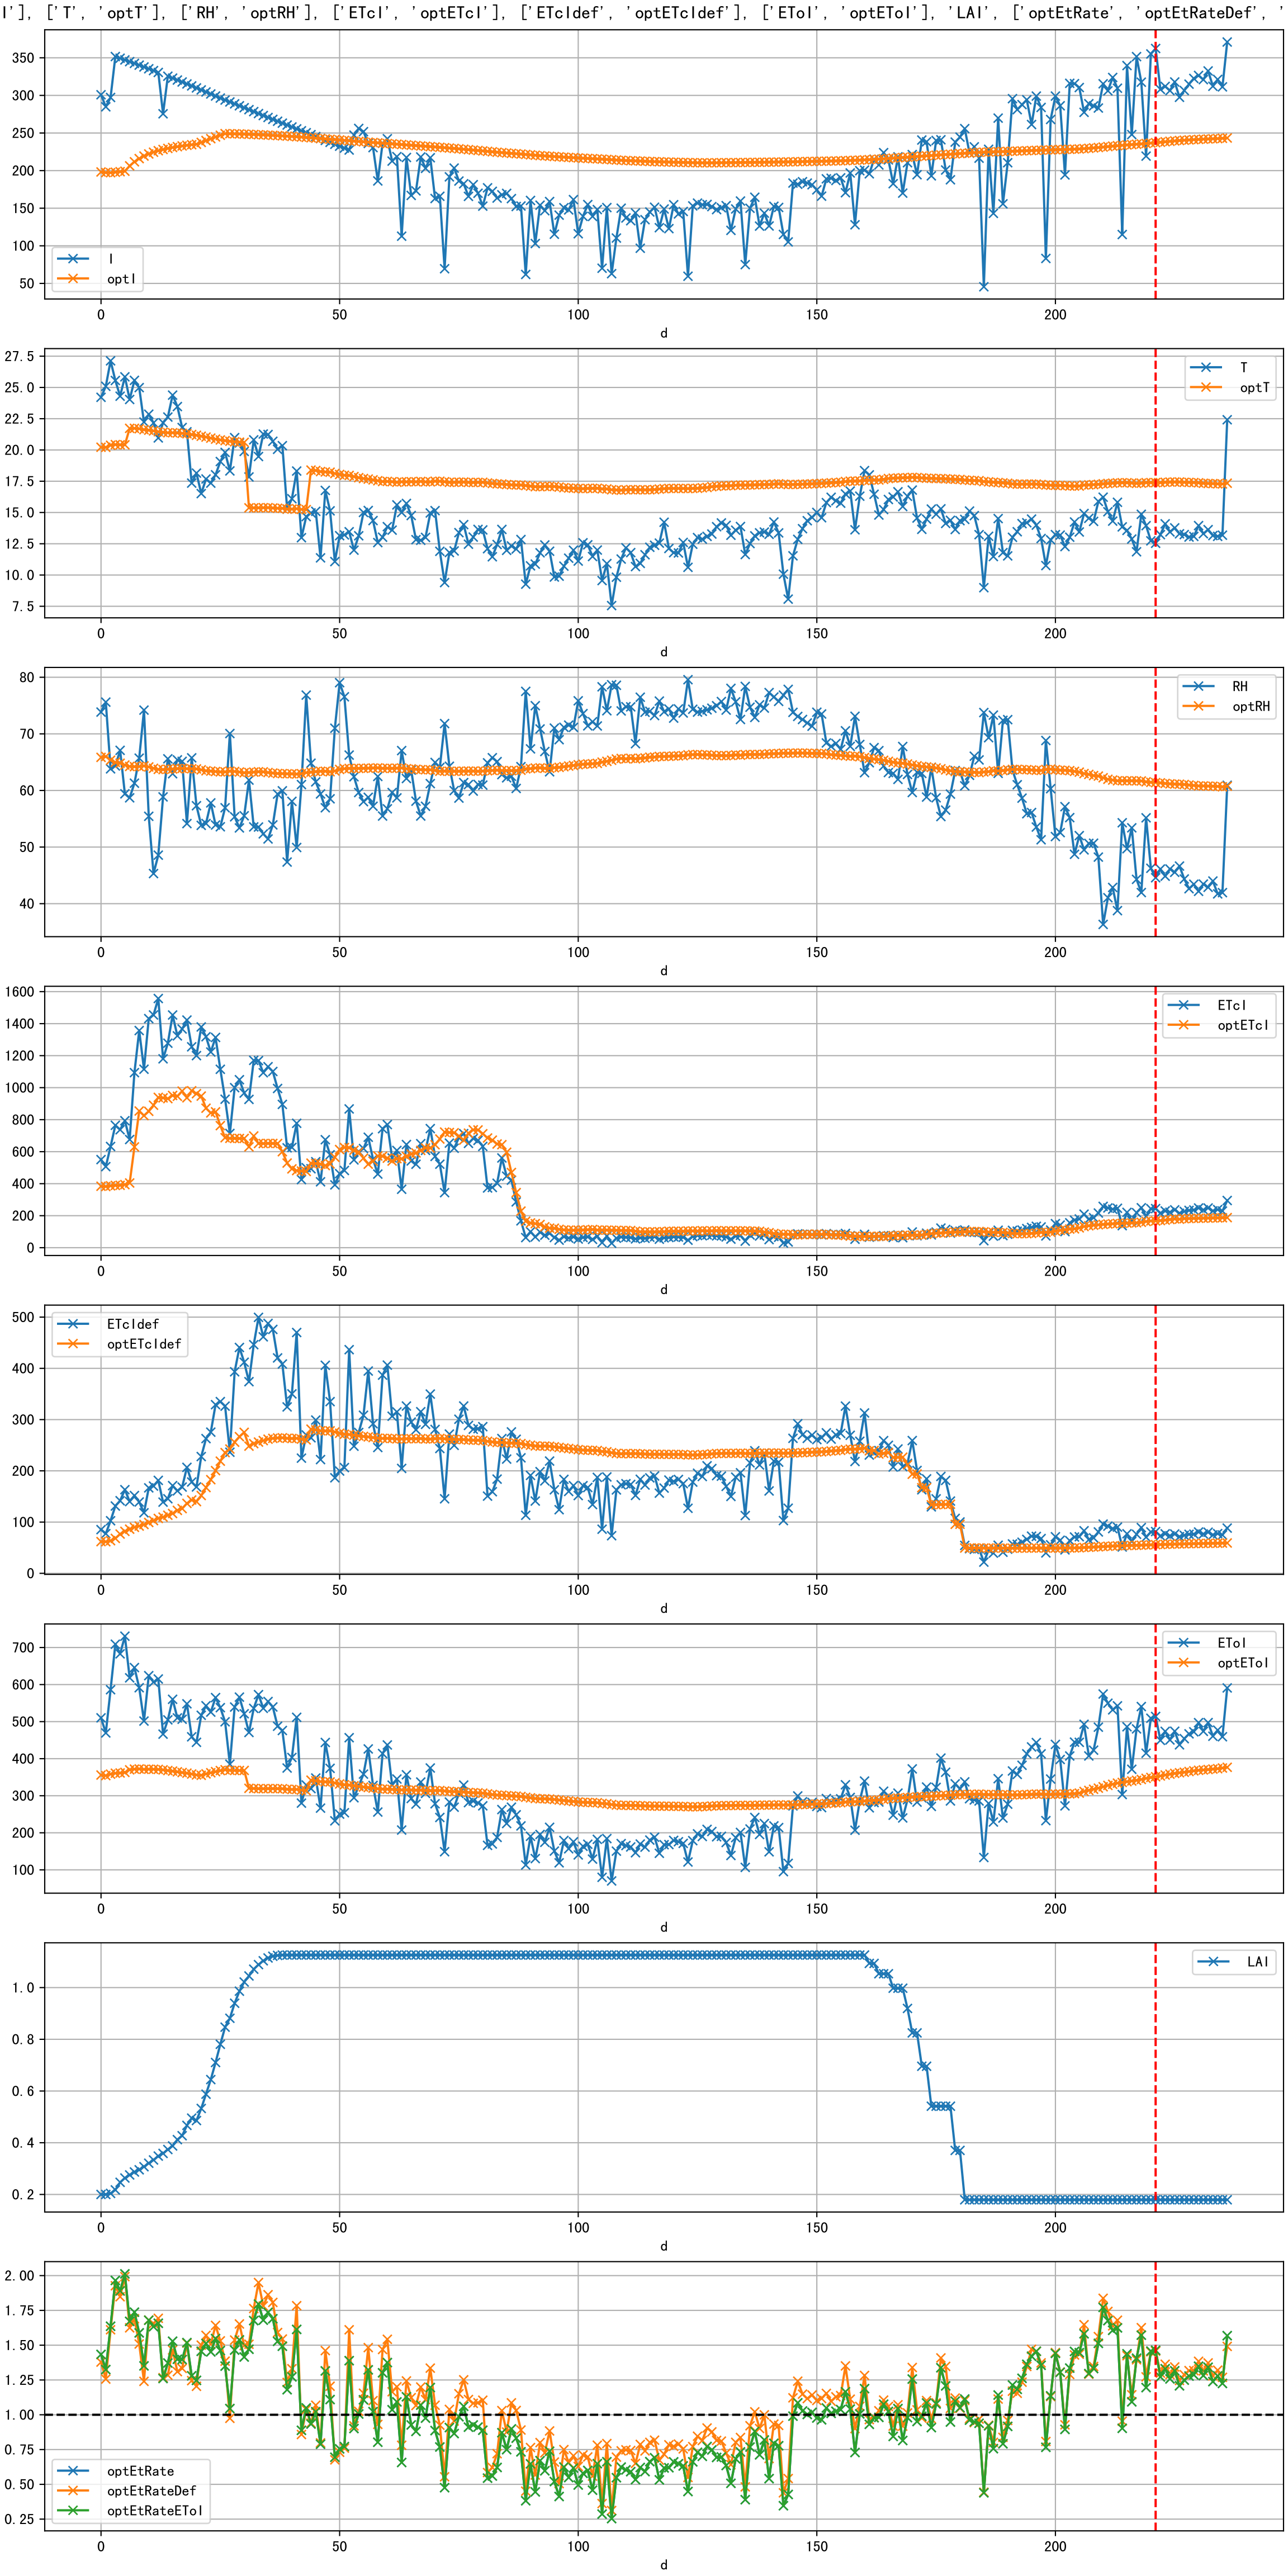 I'], ['T', 'optT'], ['RH', 'optRH'], ['ETcI', 'optETcI'], ['ETcIdef', 'optETcIdef'], ['EToI', 'optEToI'], 'LAI', ['optEtRate', 'optEtRateDef', '
350
300
250
200
150
100
50
I
optI
0 50 100 150 200
d
27.5
25.0
22.5
20.0
17.5
15.0
12.5
10.0
7.5
T
optT
0 50 100 150 200
d
80
70
60
50
40
RH
optRH
0 50 100 150 200
d
1600
1400
1200
1000
800
600
400
200
0
ETcI
optETcI
0 50 100 150 200
d
500
400
300
200
100
0
ETcIdef
optETcIdef
0 50 100 150 200
d
700
600
500
400
300
200
100
EToI
optEToI
0 50 100 150 200
d
1.0
0.8
0.6
0.4
0.2
LAI
0 50 100 150 200
d
2.00
1.75
1.50
1.25
1.00
0.75
0.50
0.25
optEtRate
optEtRateDef
optEtRateEToI
0 50 100 150 200
d